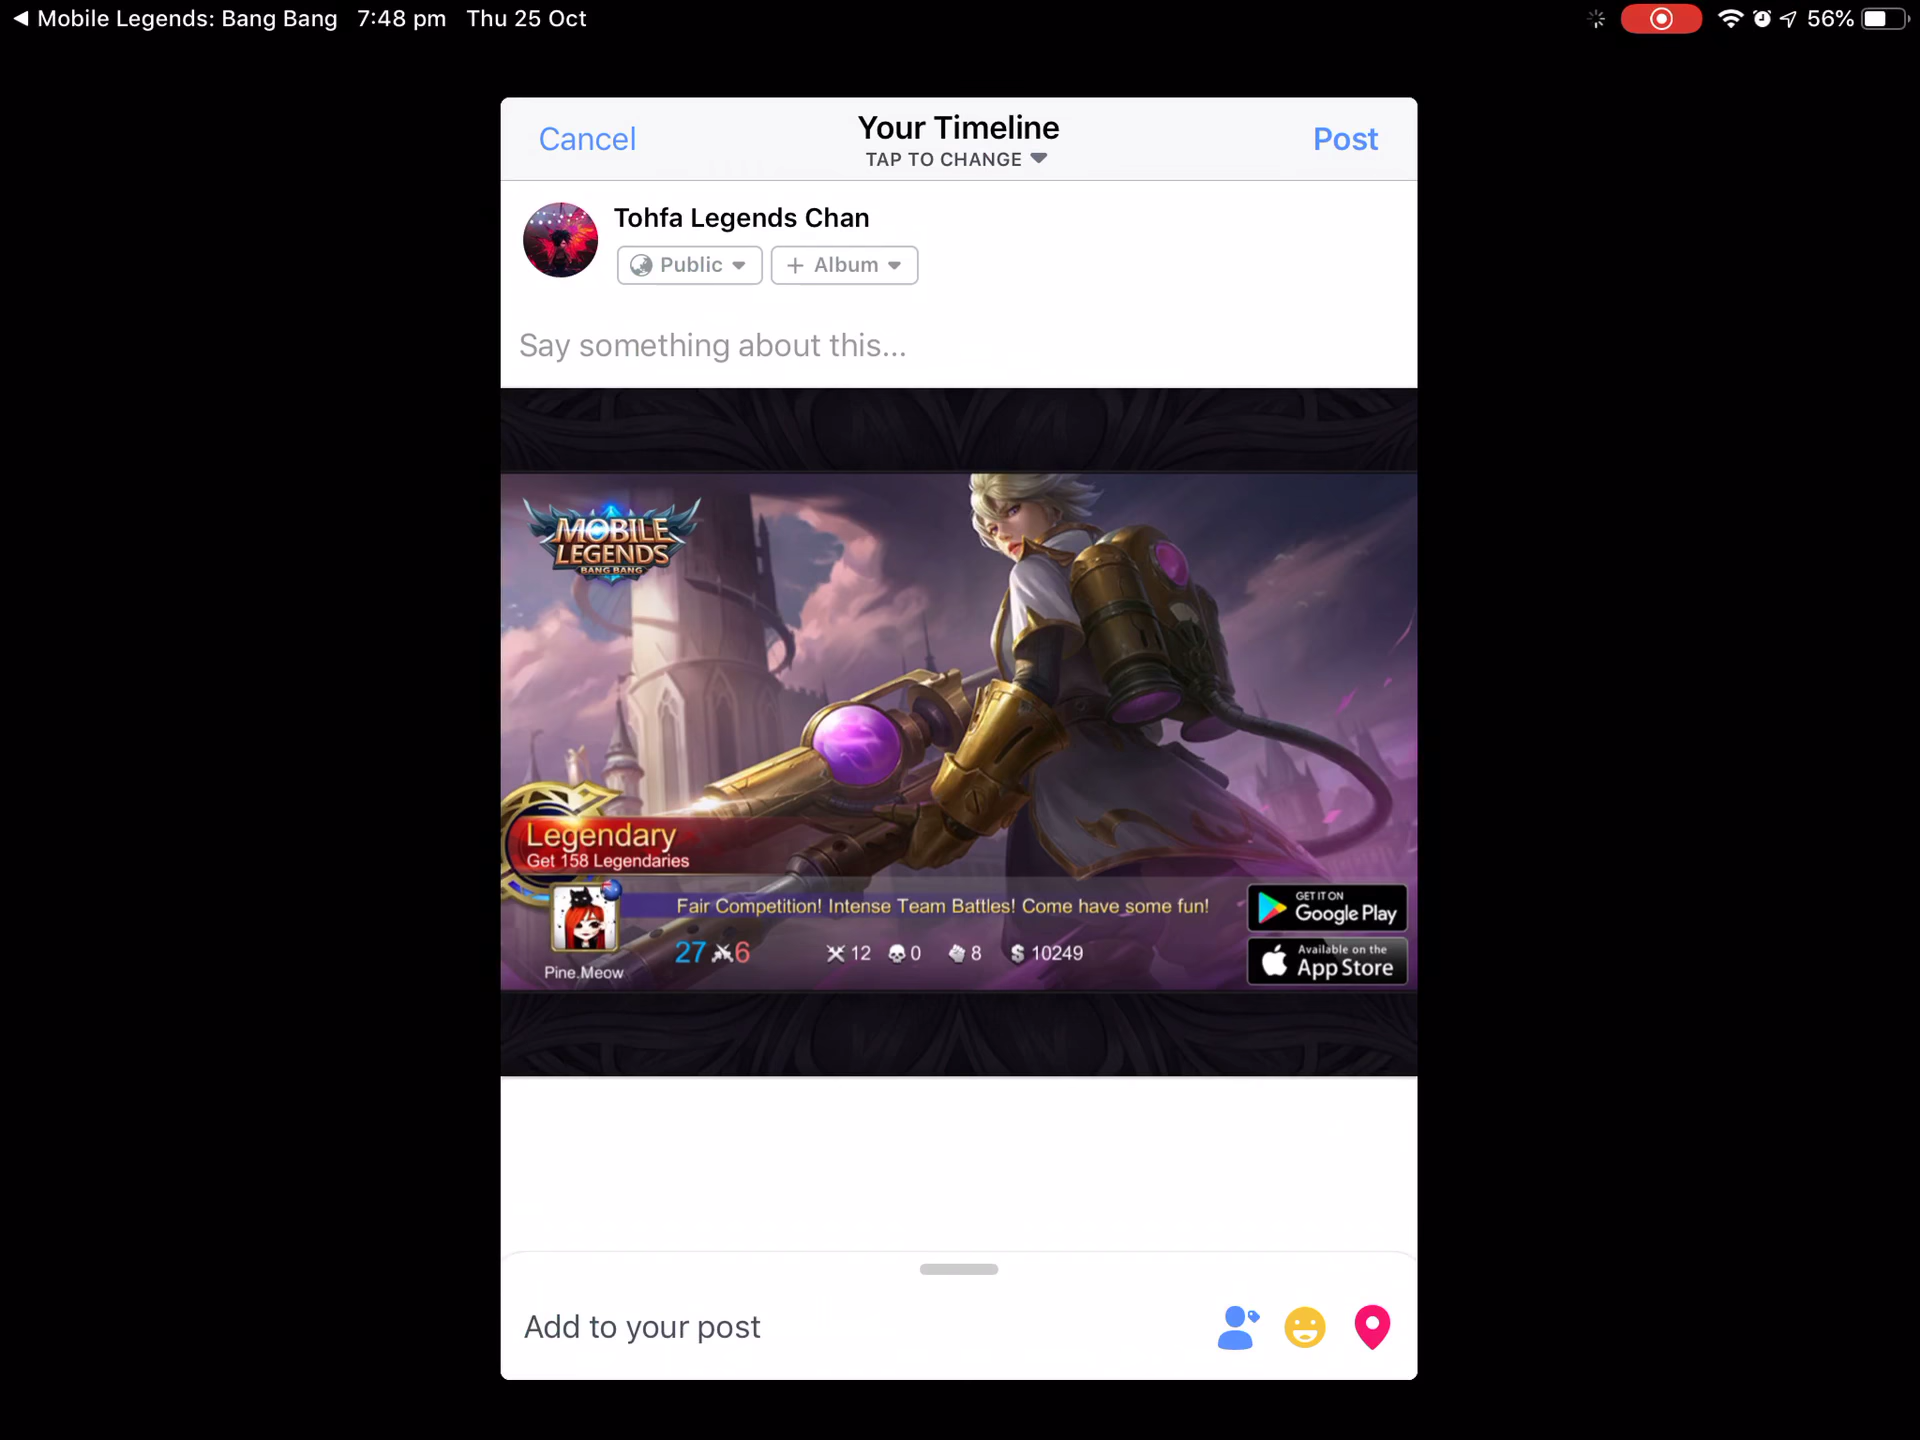 Mobile Legends: Bang Bang 7:48 pm Thu 25 Oct 56%
Cancel Your Timeline Post
TAP TO CHANGE
Tohfa Legends Chan
Public + Album
Say something about this...
MOBILE
LEGENDS
BANG BANG
Legendary
Get 158 Legendaries
Fair Competition! Intense Team Battles! Come have some fun!
GET IT ON
Google Play
27 6 12 0 8 $ 10249
Available on the
App Store
Pine.Meow
Add to your post